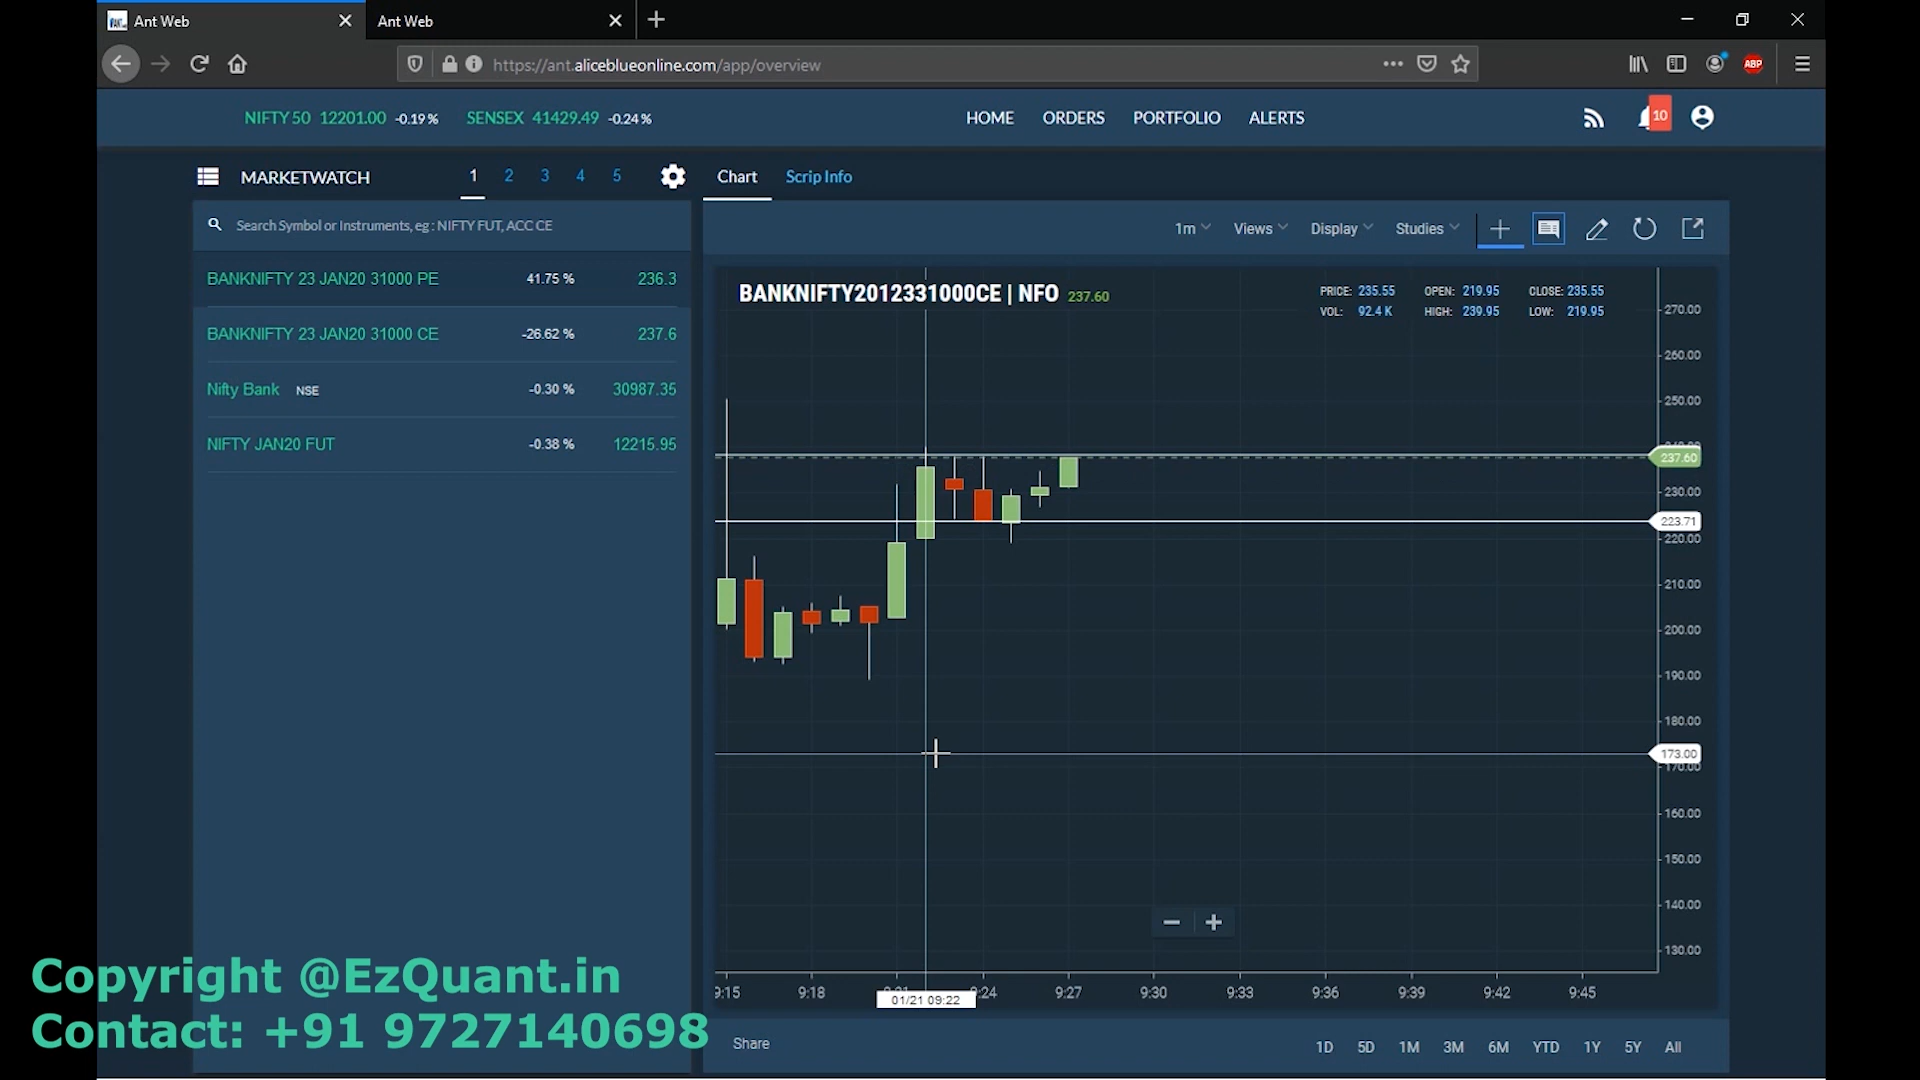 Ant Web
Ant Web
https://ant.aliceblueonline.com/app/overview
ABP
NIFTY 50 12201.00 -0.19 % SENSEX 41429.49 -0.24 %
HOME ORDERS PORTFOLIO ALERTS
10
MARKETWATCH 1 2 3 4 5
Chart Scrip Info
Search Symbol or Instruments, eg : NIFTY FUT, ACC CE
1m Views Display Studies
BANKNIFTY 23 JAN20 31000 PE 41.75 % 236.3
BANKNIFTY 23 JAN20 31000 CE -26.62 % 237.6
Nifty Bank NSE -0.30 % 30987.35
NIFTY JAN20 FUT -0.38 % 12215.95
BANKNIFTY2012331000CE | NFO 237.60
PRICE: 235.55 OPEN: 219.95 CLOSE: 235.55
VOL: 92.4 K HIGH: 239.95 LOW: 219.95
270.00
260.00
250.00
237.60
230.00
223.71
220.00
210.00
200.00
190.00
180.00
173.00
170.00
160.00
150.00
140.00
130.00
9:15 9:18 01/21 09:22 9:24 9:27 9:30 9:33 9:36 9:39 9:42 9:45
Share
1D 5D 1M 3M 6M YTD 1Y 5Y All
Copyright @EzQuant.in
Contact: +91 9727140698